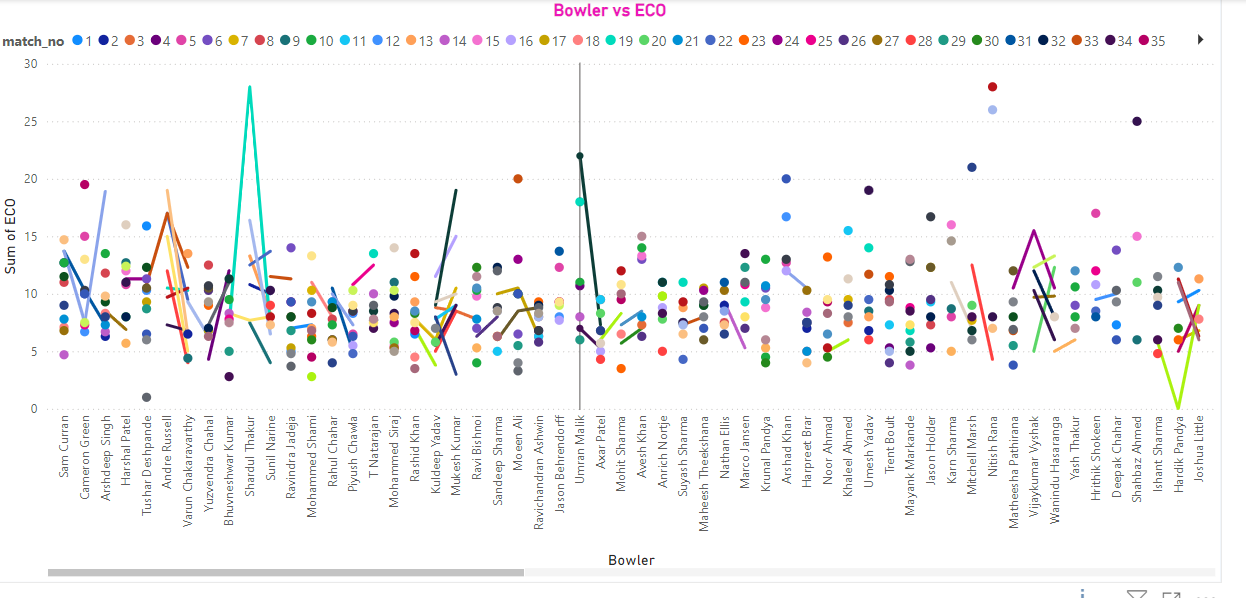 Bowler vs ECO
match_no 1 2 3 4 5 6 7 8 9 10 11 12 13 14 15 16 17 18 19 20 21 22 23 24 25 26 27 28 29 30 31 32 33 34 35
30
25
20
15
10
5
0
Sum of ECO
Sam Curran
Cameron Green
Arshdeep Singh
Harshal Patel
Tushar Deshpande
Andre Russell
Varun Chakaravarthy
Yuzvendra Chahal
Bhuvneshwar Kumar
Shardul Thakur
Sunil Narine
Ravindra Jadeja
Mohammed Shami
Rahul Chahar
Piyush Chawla
T Natarajan
Mohammed Siraj
Rashid Khan
Kuldeep Yadav
Mukesh Kumar
Ravi Bishnoi
Sandeep Sharma
Moeen Ali
Ravichandran Ashwin
Jason Behrendorff
Umran Malik
Axar Patel
Mohit Sharma
Avesh Khan
Anrich Nortje
Suyash Sharma
Maheesh Theekshana
Nathan Ellis
Marco Jansen
Krunal Pandya
Arshad Khan
Harpreet Brar
Noor Ahmad
Khaleel Ahmed
Umesh Yadav
Trent Boult
Mayank Markande
Jason Holder
Karn Sharma
Mitchell Marsh
Nitish Rana
Matheesha Pathirana
Vijaykumar Vyshak
Wanindu Hasaranga
Yash Thakur
Hrithik Shokeen
Deepak Chahar
Shahbaz Ahmed
Ishant Sharma
Hardik Pandya
Joshua Little
Bowler